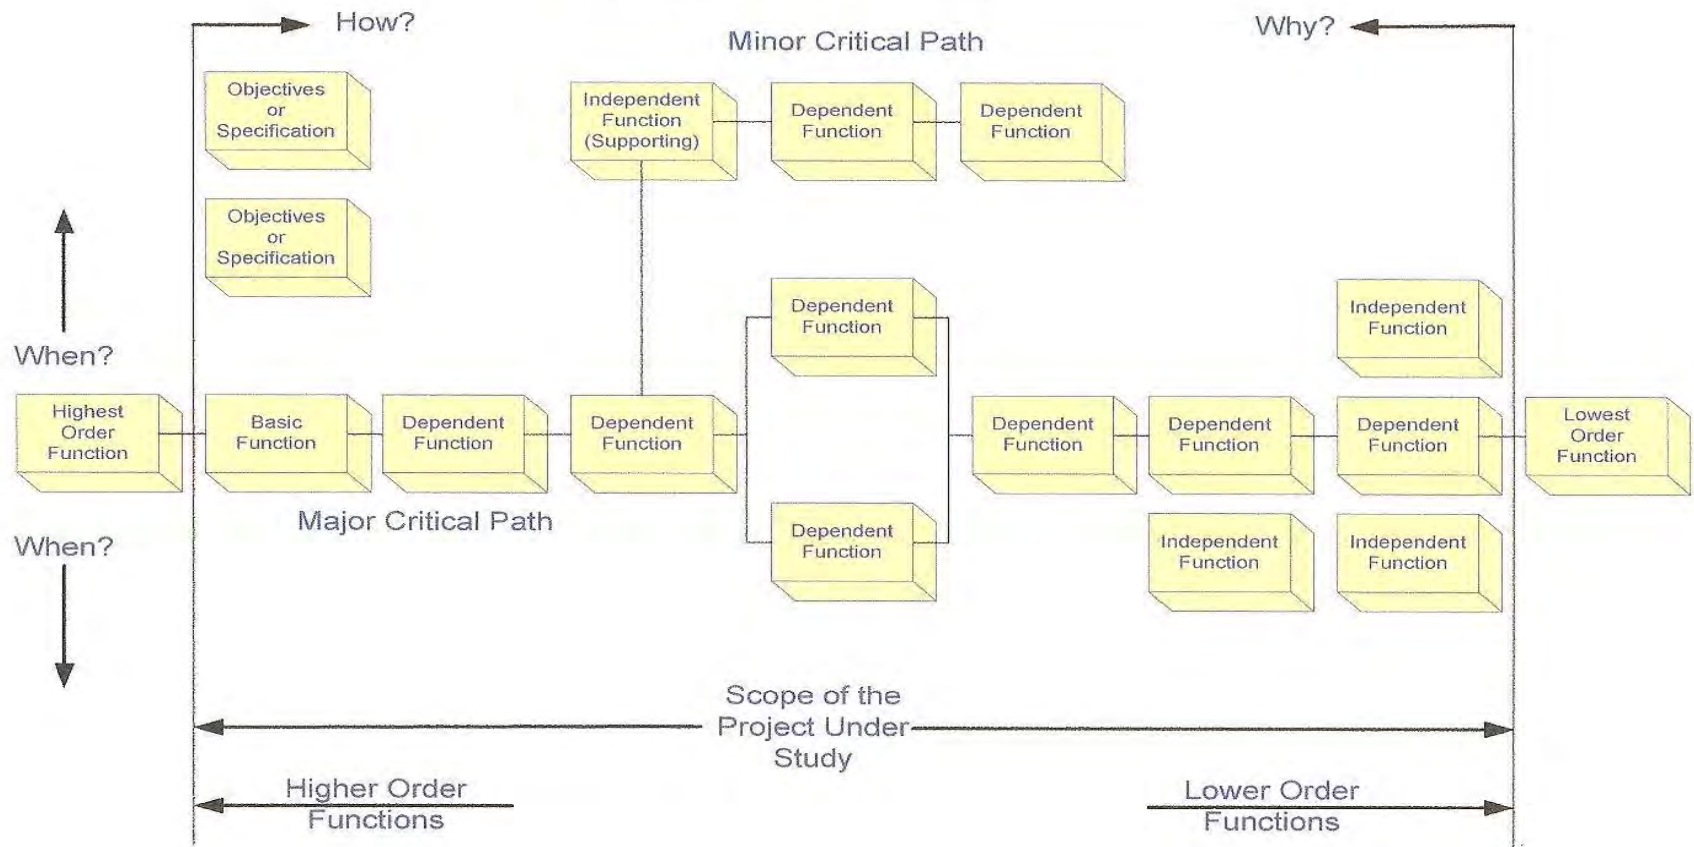 How?
Why?
Minor Critical Path
Objectives
or
Specification
Independent
Function
(Supporting)
Dependent
Function
Dependent
Function
Objectives
or
Specification
When?
Dependent
Function
Independent
Function
Highest
Order
Function
Basic
Function
Dependent
Function
Dependent
Function
Dependent
Function
Dependent
Function
Dependent
Function
Lowest
Order
Function
Major Critical Path
When?
Dependent
Function
Independent
Function
Independent
Function
Scope of the
Project Under
Study
Higher Order
Functions
Lower Order
Functions